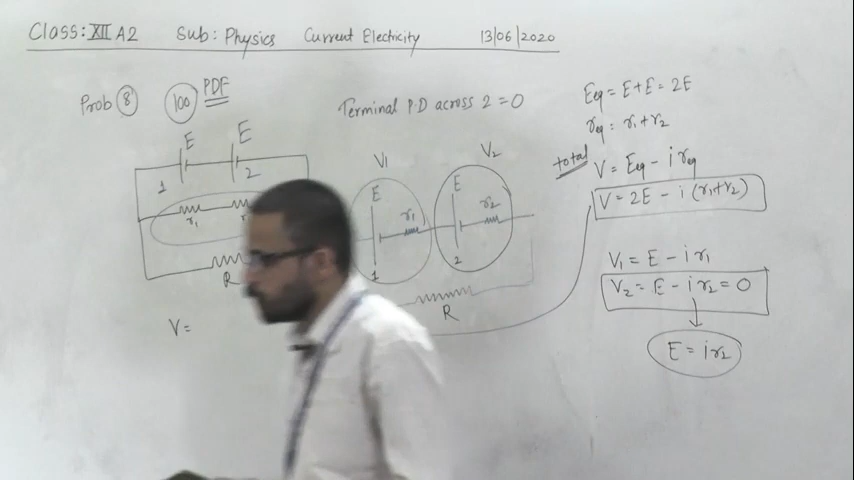 Class: XII A2 Sub: Physics Current Electricity 13/06/2020
Prob 8 100 PDF
Terminal P.D across 2 = 0
E E
1 2
r1
R
V =
V1 V2
E r1 E r2
1 2
R
Eeq = E + E = 2E
req = r1 + r2
total V = Eeq - i req
V = 2E - i (r1 + r2)
V1 = E - i r1
V2 = E - i r2 = 0
E = i r2